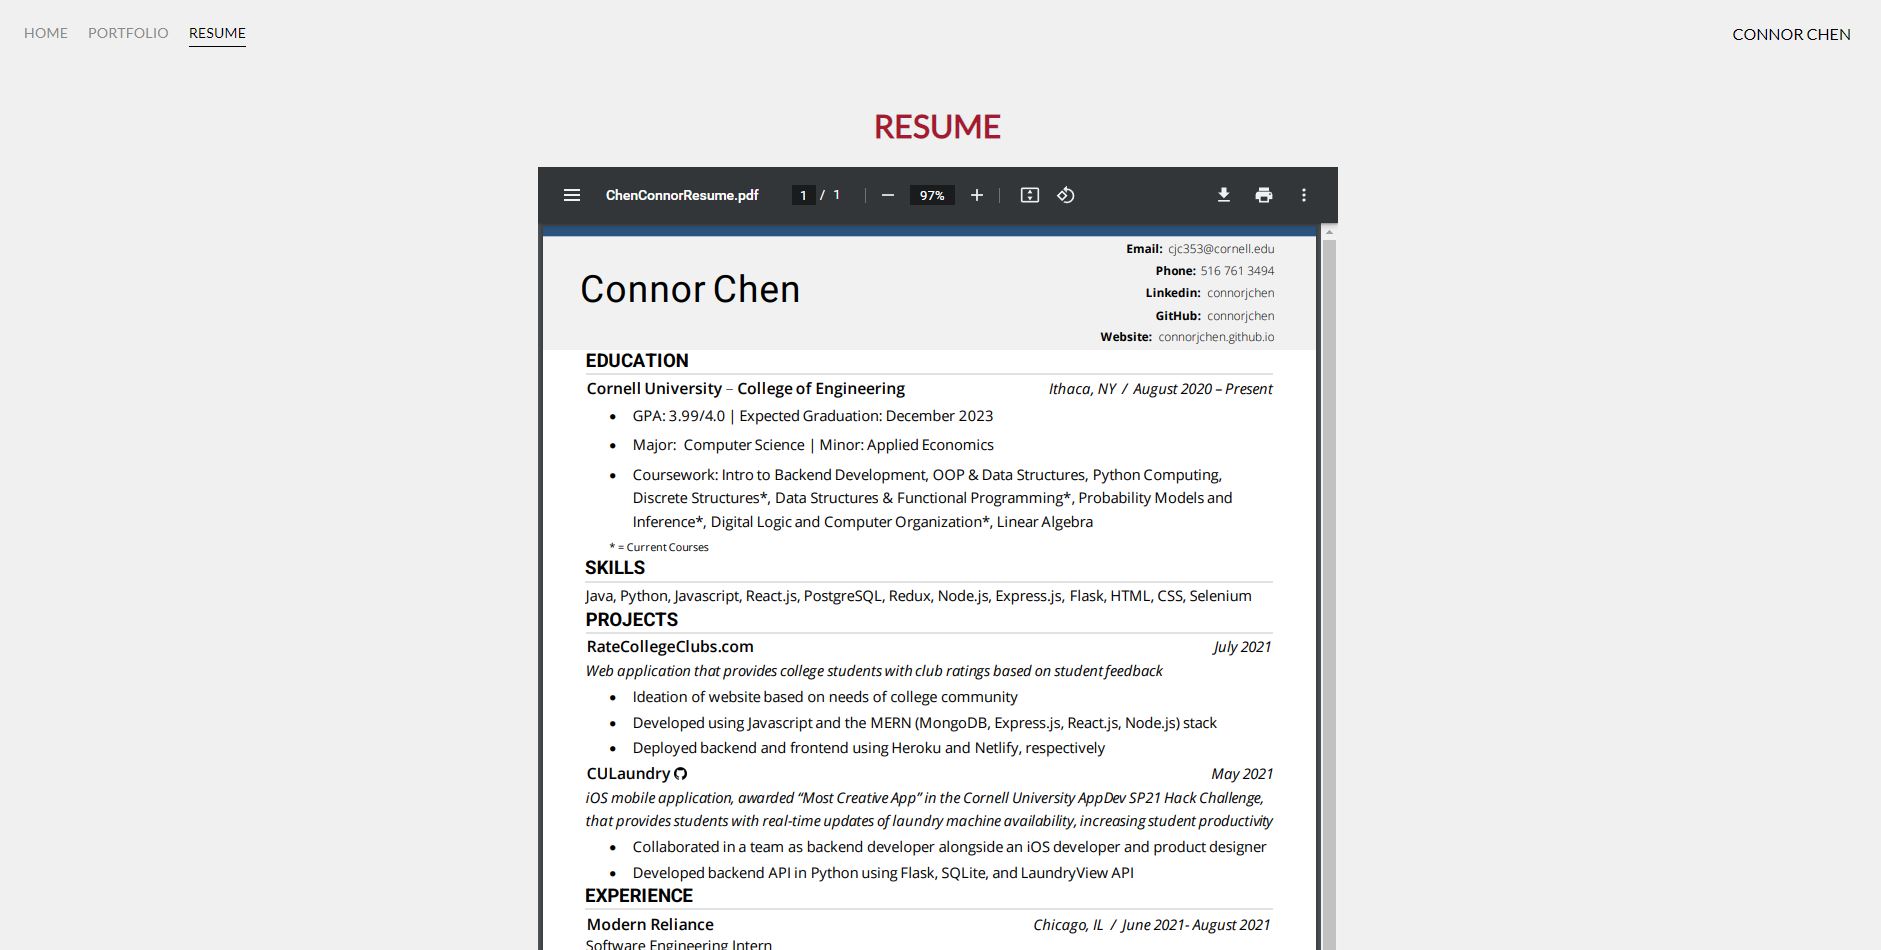 HOME PORTFOLIO RESUME CONNOR CHEN
RESUME
ChenConnorResume.pdf 1 / 1 97%
Email: cjc353@cornell.edu
Phone: 516 761 3494
Connor Chen
Linkedin: connorjchen
GitHub: connorjchen
Website: connorjchen.github.io
EDUCATION
Cornell University – College of Engineering Ithaca, NY / August 2020 – Present
• GPA: 3.99/4.0 | Expected Graduation: December 2023
• Major: Computer Science | Minor: Applied Economics
• Coursework: Intro to Backend Development, OOP & Data Structures, Python Computing,
Discrete Structures*, Data Structures & Functional Programming*, Probability Models and
Inference*, Digital Logic and Computer Organization*, Linear Algebra
* = Current Courses
SKILLS
Java, Python, Javascript, React.js, PostgreSQL, Redux, Node.js, Express.js, Flask, HTML, CSS, Selenium
PROJECTS
RateCollegeClubs.com July 2021
Web application that provides college students with club ratings based on student feedback
• Ideation of website based on needs of college community
• Developed using Javascript and the MERN (MongoDB, Express.js, React.js, Node.js) stack
• Deployed backend and frontend using Heroku and Netlify, respectively
CULaundry May 2021
iOS mobile application, awarded “Most Creative App” in the Cornell University AppDev SP21 Hack Challenge,
that provides students with real-time updates of laundry machine availability, increasing student productivity
• Collaborated in a team as backend developer alongside an iOS developer and product designer
• Developed backend API in Python using Flask, SQLite, and LaundryView API
EXPERIENCE
Modern Reliance Chicago, IL / June 2021- August 2021
Software Engineering Intern